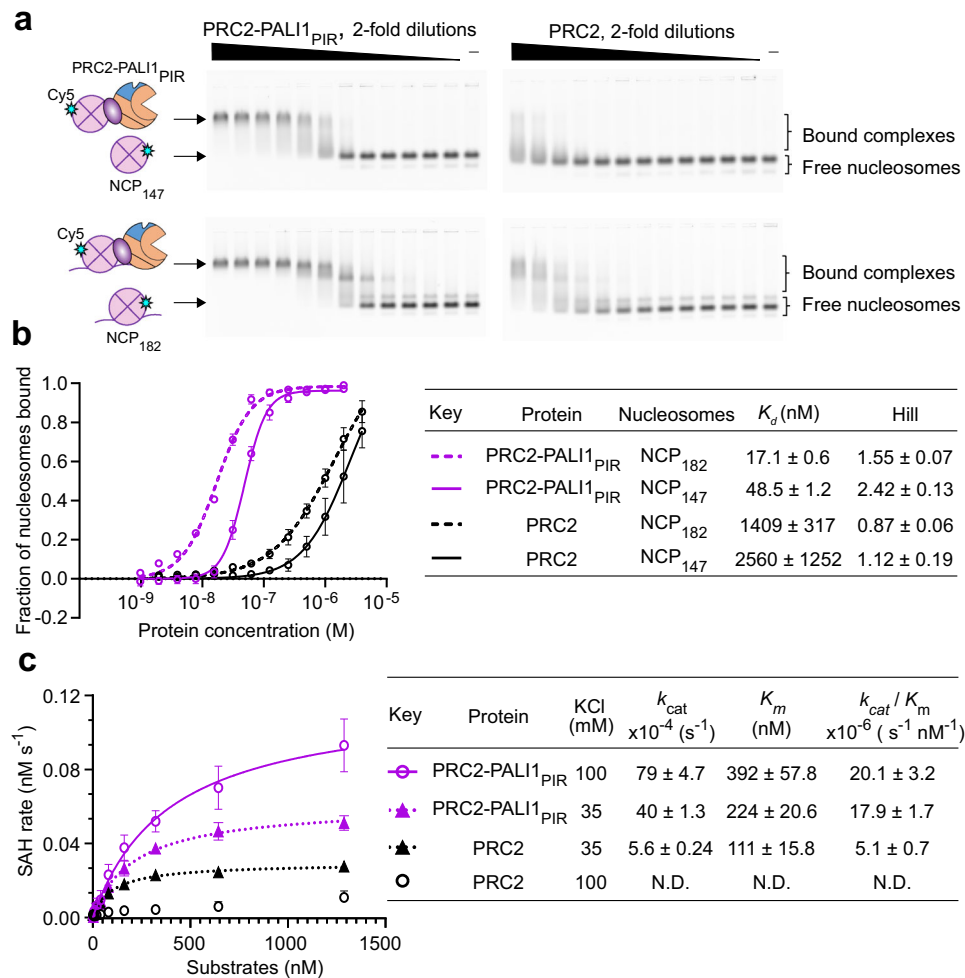 a
PRC2-PALI1PIR, 2-fold dilutions
–
PRC2, 2-fold dilutions
–
PRC2-PALI1PIR
Cy5
NCP147
Bound complexes
Free nucleosomes
Cy5
NCP182
Bound complexes
Free nucleosomes
b
Fraction of nucleosomes bound
1.0
0.8
0.6
0.4
0.2
0.0
-0.2
10-9 10-8 10-7 10-6 10-5
Protein concentration (M)
Key Protein Nucleosomes Kd (nM) Hill
PRC2-PALI1PIR NCP182 17.1 ± 0.6 1.55 ± 0.07
PRC2-PALI1PIR NCP147 48.5 ± 1.2 2.42 ± 0.13
PRC2 NCP182 1409 ± 317 0.87 ± 0.06
PRC2 NCP147 2560 ± 1252 1.12 ± 0.19
c
SAH rate (nM s-1)
0.12
0.08
0.04
0.00
0 500 1000 1500
Substrates (nM)
Key Protein KCl (mM) kcat x10-4 (s-1) Km (nM) kcat / Km x10-6 ( s-1 nM-1)
PRC2-PALI1PIR 100 79 ± 4.7 392 ± 57.8 20.1 ± 3.2
PRC2-PALI1PIR 35 40 ± 1.3 224 ± 20.6 17.9 ± 1.7
PRC2 35 5.6 ± 0.24 111 ± 15.8 5.1 ± 0.7
PRC2 100 N.D. N.D. N.D.